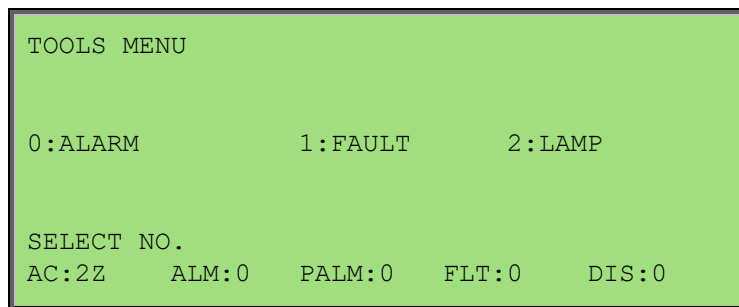 TOOLS MENU
0:ALARM 1:FAULT 2:LAMP
SELECT NO.
AC:2Z ALM:0 PALM:0 FLT:0 DIS:0